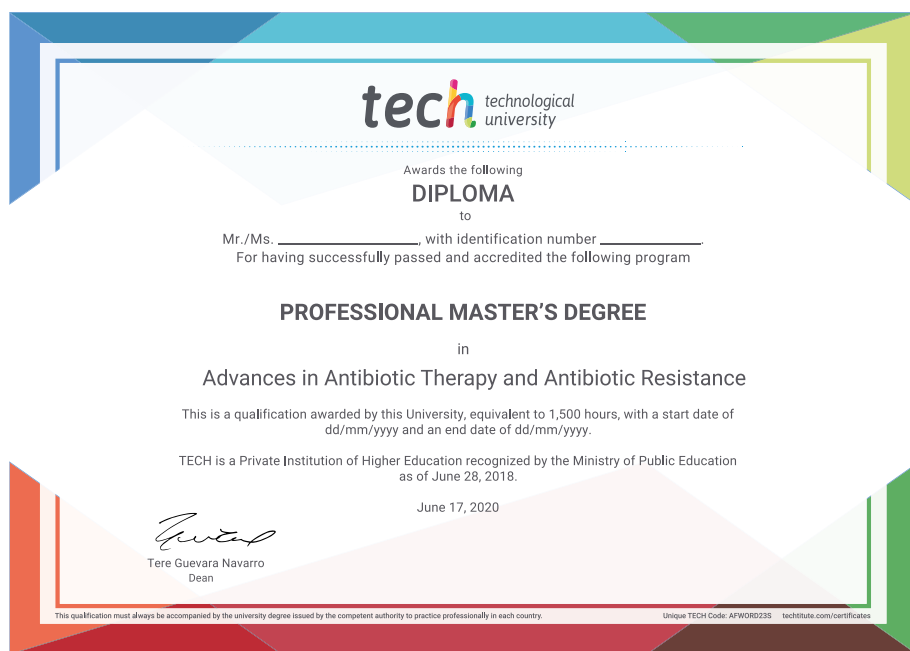 tech technological
university
Awards the following
DIPLOMA
to
Mr./Ms. ________________, with identification number ____________.
For having successfully passed and accredited the following program
PROFESSIONAL MASTER'S DEGREE
in
Advances in Antibiotic Therapy and Antibiotic Resistance
This is a qualification awarded by this University, equivalent to 1,500 hours, with a start date of
dd/mm/yyyy and an end date of dd/mm/yyyy.
TECH is a Private Institution of Higher Education recognized by the Ministry of Public Education
as of June 28, 2018.
June 17, 2020
Tere Guevara Navarro
Dean
This qualification must always be accompanied by the university degree issued by the competent authority to practice professionally in each country.
Unique TECH Code: AFWORD23S techtitute.com/certificates